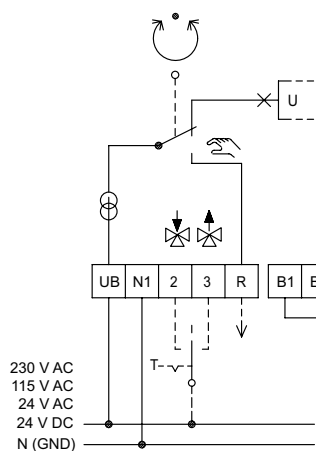 U
UB N1 2 3 R B1
T
230 V AC
115 V AC
24 V AC
24 V DC
N (GND)